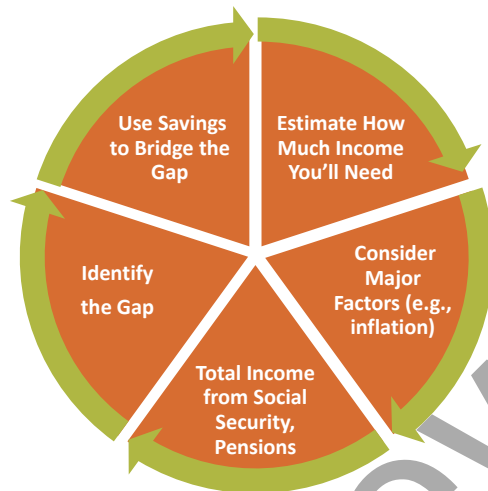 Use Savings
to Bridge the
Gap
Estimate How
Much Income
You'll Need
Identify
the Gap
Consider
Major
Factors (e.g.,
inflation)
Total Income
from Social
Security,
Pensions